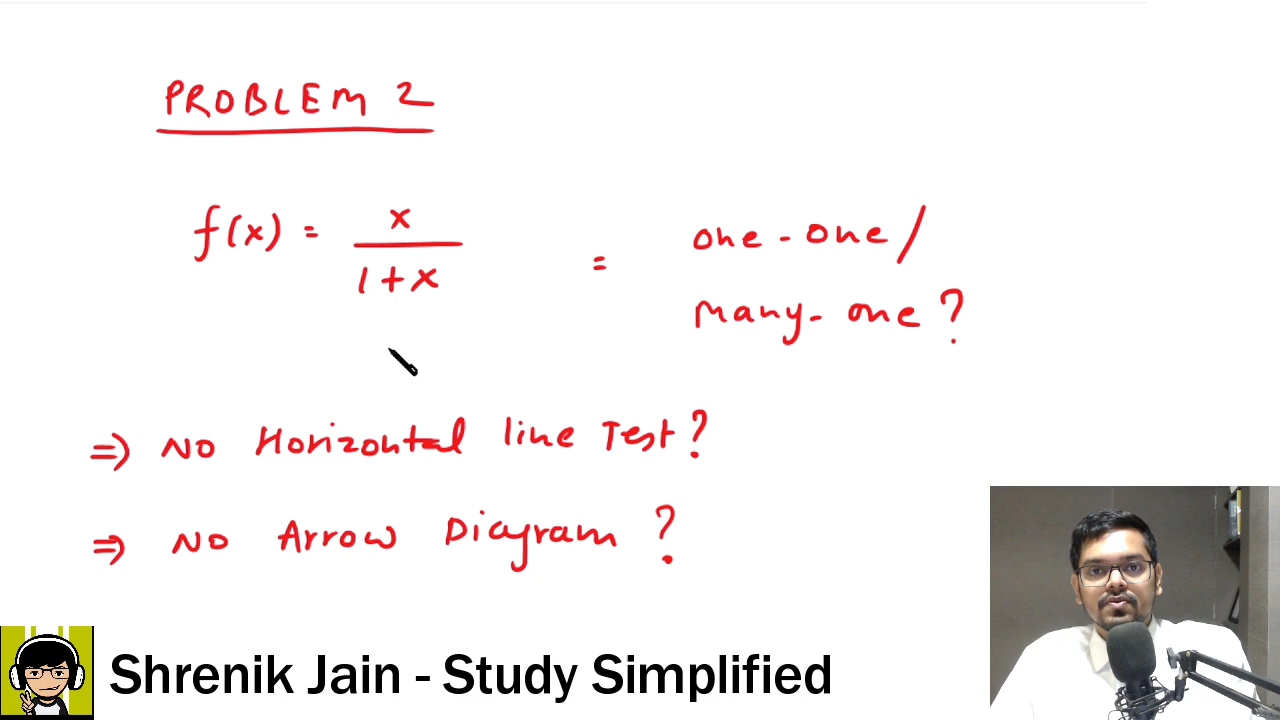 PROBLEM 2
f(x) = x / 1+x = one-one/
many-one?
⇒ No Horizontal line Test?
⇒ No Arrow Diagram?
Shrenik Jain - Study Simplified